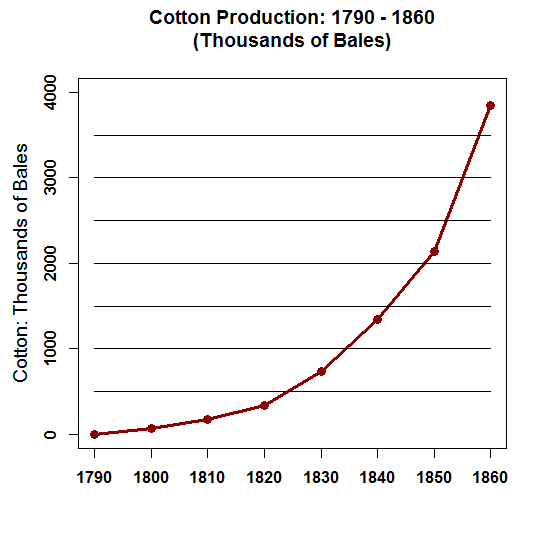 Cotton Production: 1790 - 1860
(Thousands of Bales)
Cotton: Thousands of Bales
4000
3000
2000
1000
0
1790 1800 1810 1820 1830 1840 1850 1860